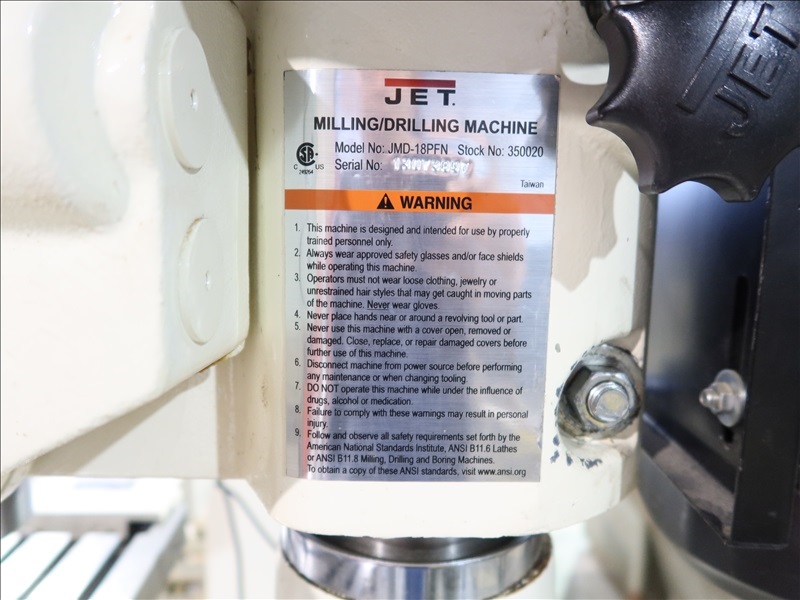 JET
JET.
MILLING/DRILLING MACHINE
Model No: JMD-18PFN Stock No: 350020
Serial No:
C US
Taiwan
WARNING
1. This machine is designed and intended for use by properly
trained personnel only.
2. Always wear approved safety glasses and/or face shields
while operating this machine.
3. Operators must not wear loose clothing, jewelry or
unrestrained hair styles that may get caught in moving parts
of the machine. Never wear gloves.
4. Never place hands near or around a revolving tool or part.
5. Never use this machine with a cover open, removed or
damaged. Close, replace, or repair damaged covers before
further use of this machine.
6. Disconnect machine from power source before performing
any maintenance or when changing tooling.
7. DO NOT operate this machine while under the influence of
drugs, alcohol or medication.
8. Failure to comply with these warnings may result in personal
injury.
9. Follow and observe all safety requirements set forth by the
American National Standards Institute, ANSI B11.6 Lathes
or ANSI B11.8 Milling, Drilling and Boring Machines.
To obtain a copy of these ANSI standards, visit www.ansi.org